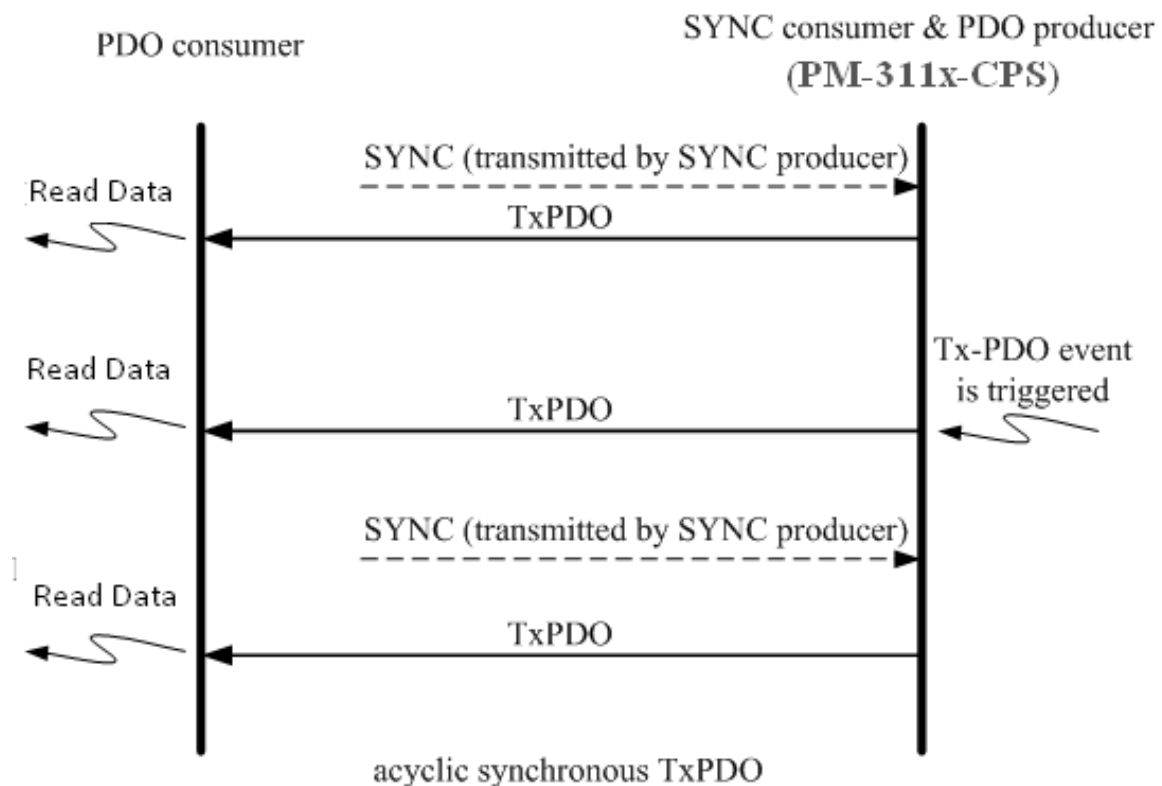 PDO consumer
SYNC consumer & PDO producer
(PM-311x-CPS)
SYNC (transmitted by SYNC producer)
Read Data
TxPDO
Tx-PDO event
is triggered
Read Data
TxPDO
SYNC (transmitted by SYNC producer)
Read Data
TxPDO
acyclic synchronous TxPDO